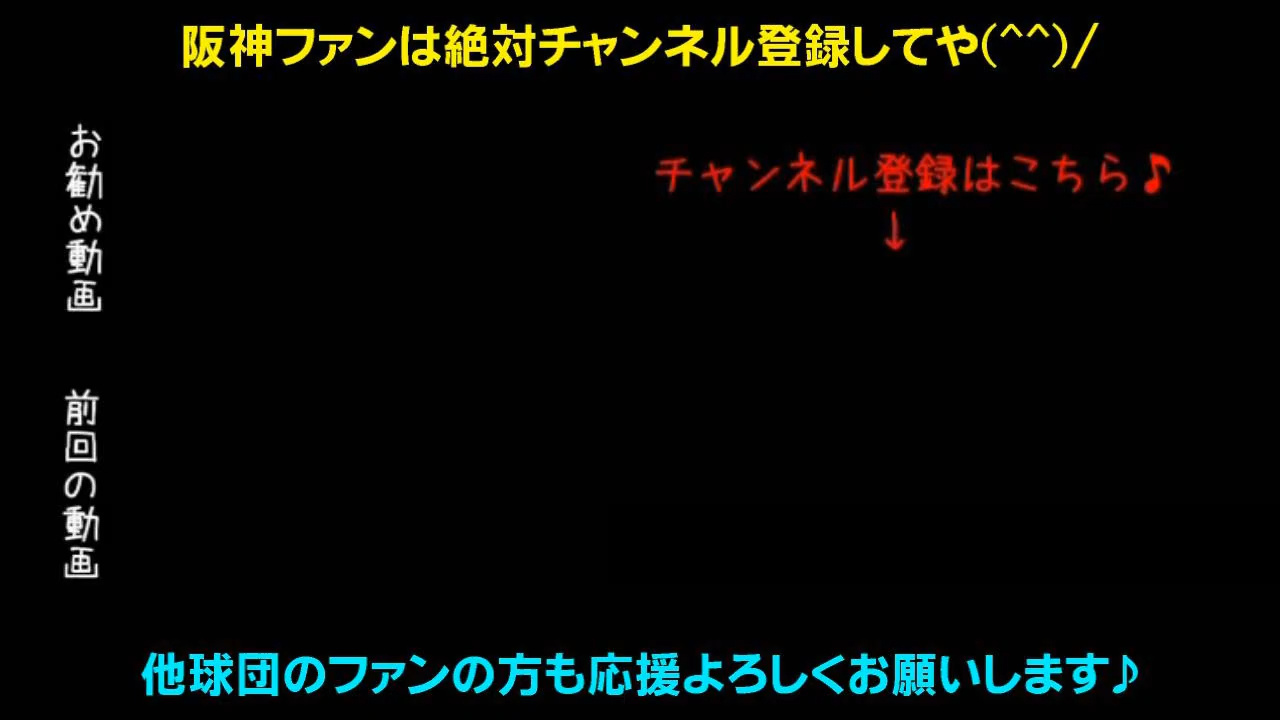 阪神ファンは絶対チャンネル登録してや(^^)/
お勧め動画
チャンネル登録はこちら♪
↓
前回の動画
他球団のファンの方も応援よろしくお願いします♪